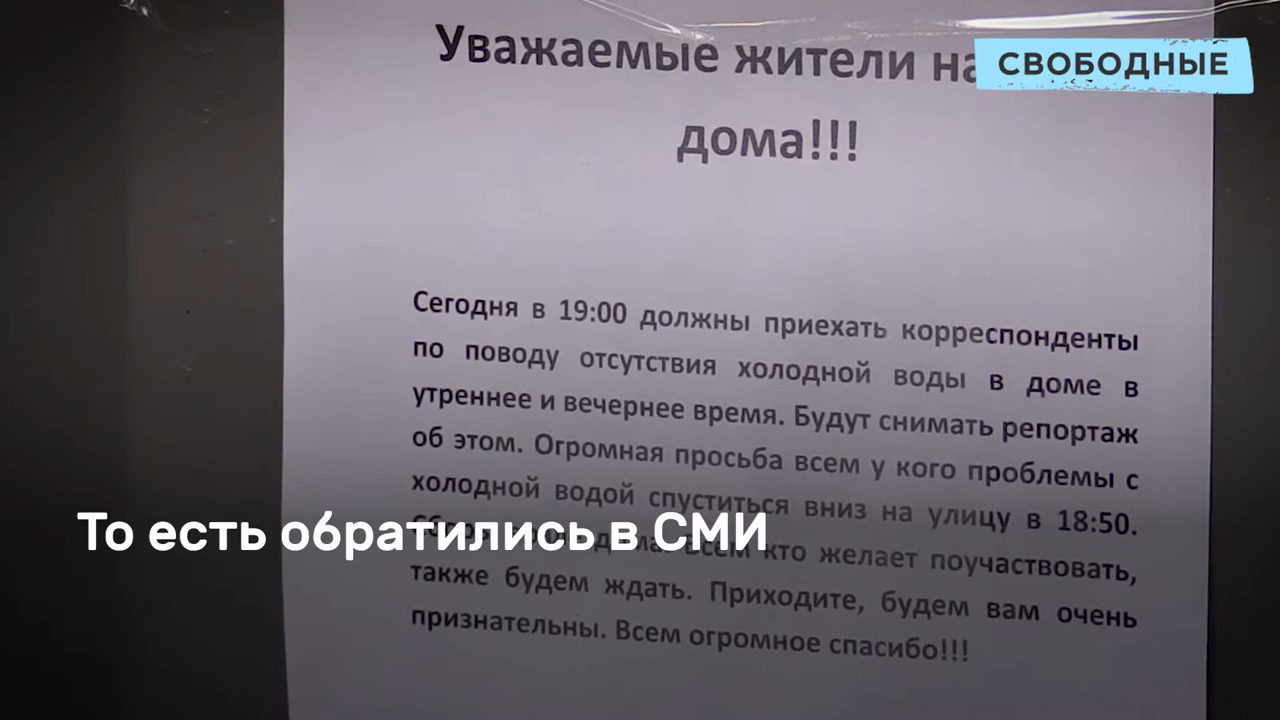 Уважаемые жители
СВОБОДНЫЕ
дома!!!
Сегодня в 19:00 должны приехать корреспонденты
по поводу отсутствия холодной воды в доме в
утреннее и вечернее время. Будут снимать репортаж
об этом. Огромная просьба всем у кого проблемы с
холодной водой спуститься вниз на улицу в 18:50.
То есть обратились в СМИ
всем кто желает поучаствовать,
также будем ждать. Приходите, будем вам очень
признательны. Всем огромное спасибо!!!